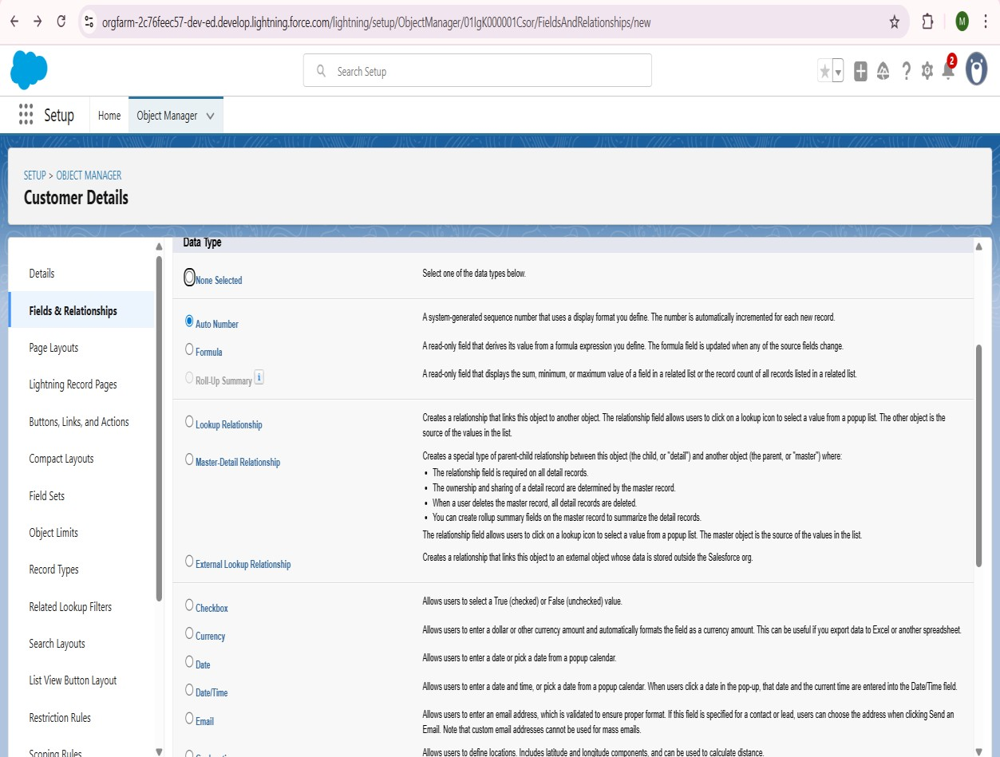 orgfarm-2c76feec57-dev-ed.develop.lightning.force.com/lightning/setup/ObjectManager/01IgK000001Csor/FieldsAndRelationships/new
M
Search Setup
2
Setup
Home
Object Manager
SETUP > OBJECT MANAGER
Customer Details
Details
Fields & Relationships
Page Layouts
Lightning Record Pages
Buttons, Links, and Actions
Compact Layouts
Field Sets
Object Limits
Record Types
Related Lookup Filters
Search Layouts
List View Button Layout
Restriction Rules
Scoping Rules
Data Type
None Selected
Select one of the data types below.
Auto Number
A system-generated sequence number that uses a display format you define. The number is automatically incremented for each new record.
Formula
A read-only field that derives its value from a formula expression you define. The formula field is updated when any of the source fields change.
Roll-Up Summary i
A read-only field that displays the sum, minimum, or maximum value of a field in a related list or the record count of all records listed in a related list.
Lookup Relationship
Creates a relationship that links this object to another object. The relationship field allows users to click on a lookup icon to select a value from a popup list. The other object is the
source of the values in the list.
Master-Detail Relationship
Creates a special type of parent-child relationship between this object (the child, or "detail") and another object (the parent, or "master") where:
• The relationship field is required on all detail records.
• The ownership and sharing of a detail record are determined by the master record.
• When a user deletes the master record, all detail records are deleted.
• You can create rollup summary fields on the master record to summarize the detail records.
The relationship field allows users to click on a lookup icon to select a value from a popup list. The master object is the source of the values in the list.
External Lookup Relationship
Creates a relationship that links this object to an external object whose data is stored outside the Salesforce org.
Checkbox
Allows users to select a True (checked) or False (unchecked) value.
Currency
Allows users to enter a dollar or other currency amount and automatically formats the field as a currency amount. This can be useful if you export data to Excel or another spreadsheet.
Date
Allows users to enter a date or pick a date from a popup calendar.
Date/Time
Allows users to enter a date and time, or pick a date from a popup calendar. When users click a date in the pop-up, that date and the current time are entered into the Date/Time field.
Email
Allows users to enter an email address, which is validated to ensure proper format. If this field is specified for a contact or lead, users can choose the address when clicking Send an
Email. Note that custom email addresses cannot be used for mass emails.
Allows users to define locations. Includes latitude and longitude components, and can be used to calculate distance.